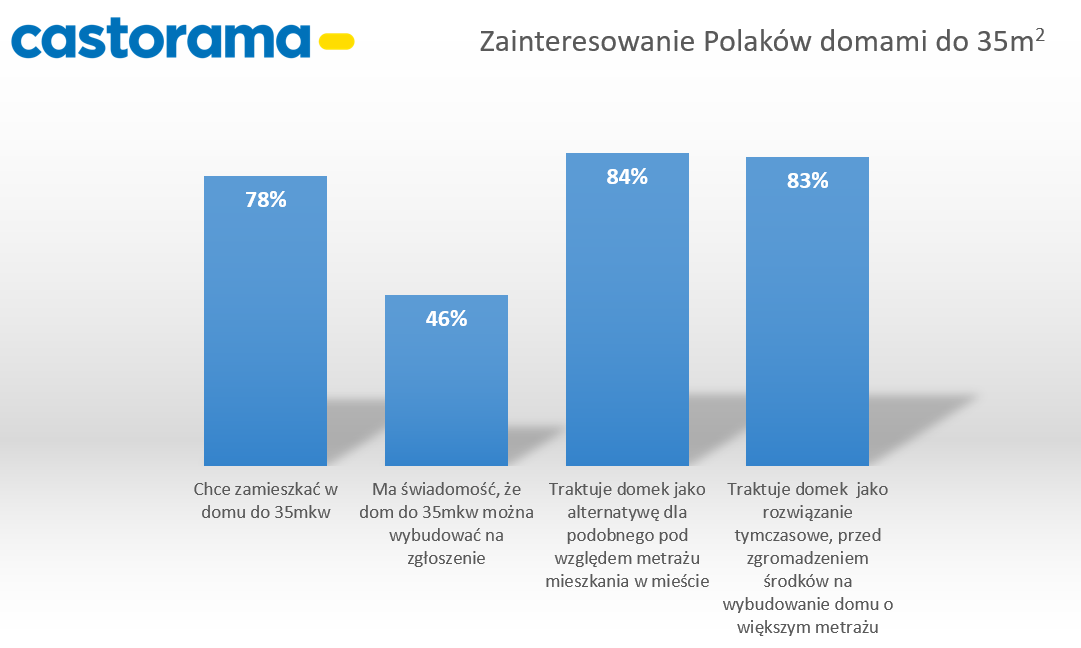 castorama
Zainteresowanie Polaków domami do 35m²
78%
46%
84%
83%
Chce zamieszkać w
domu do 35mkw
Ma świadomość, że
dom do 35mkw można
wybudować na
zgłoszenie
Traktuje domek jako
alternatywę dla
podobnego pod
względem metrażu
mieszkania w mieście
Traktuje domek  jako
rozwiązanie
tymczasowe, przed
zgromadzeniem
środków na
wybudowanie domu o
większym metrażu